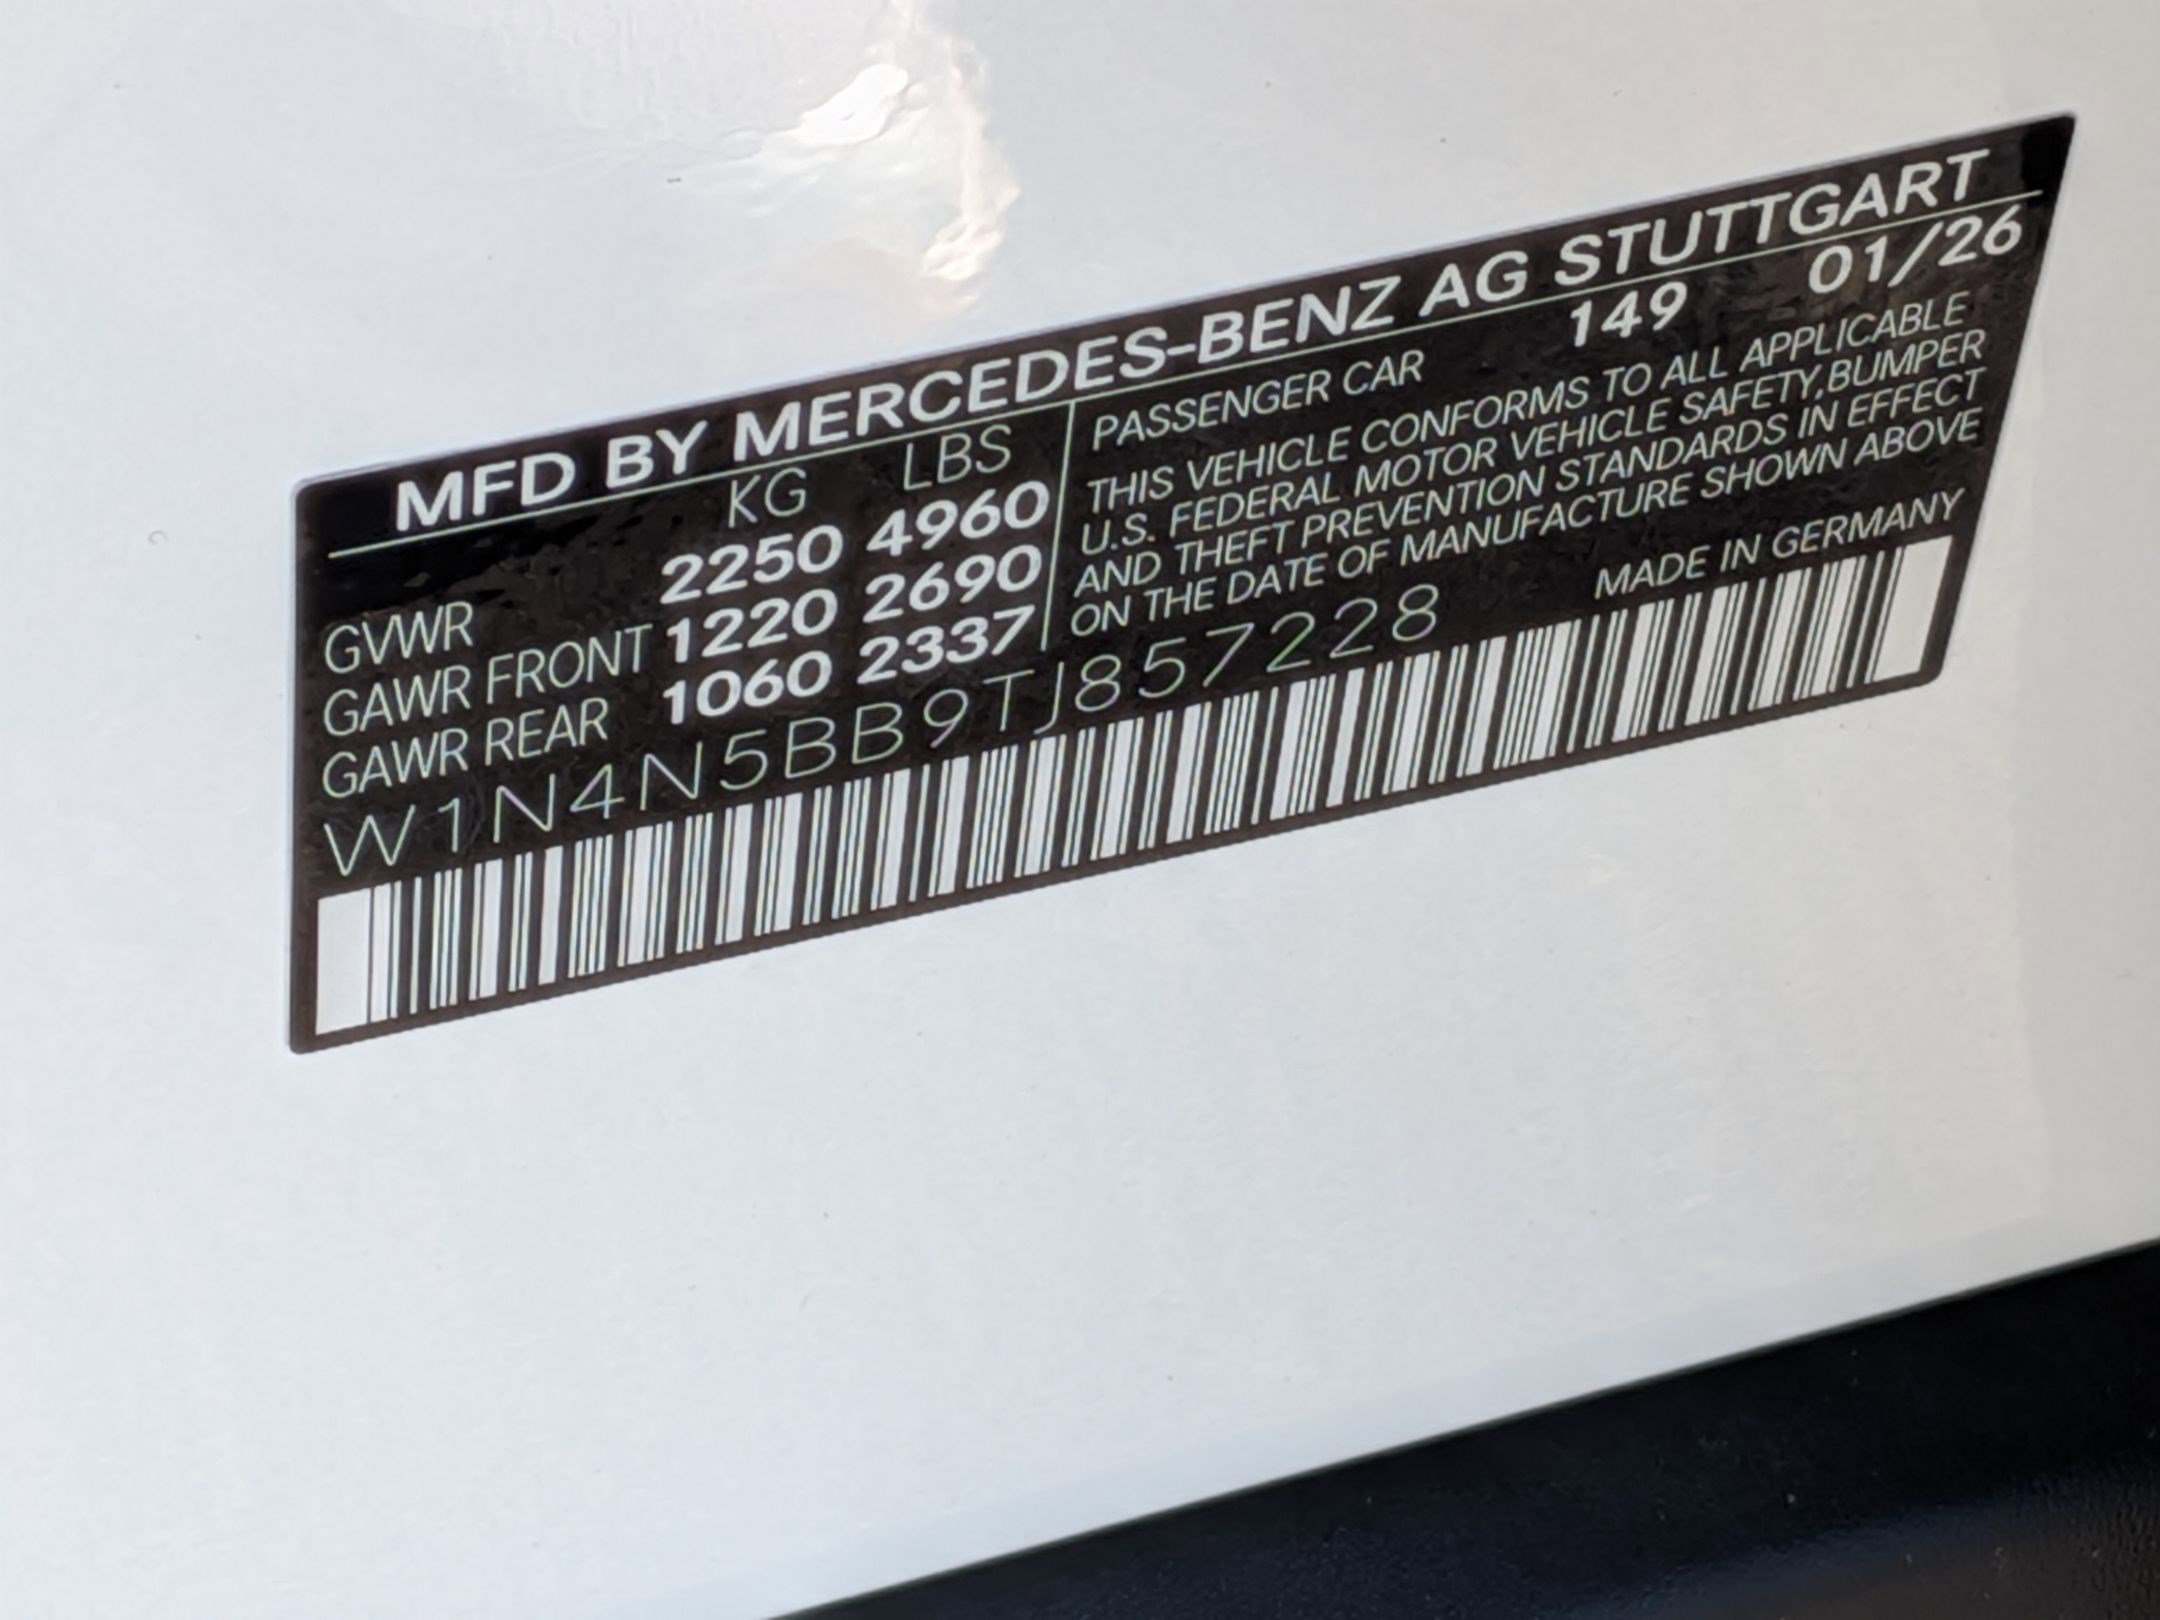 MFD BY MERCEDES-BENZ AG STUTTGART
KG LBS
GVWR 2250 4960
GAWR FRONT 1220 2690
GAWR REAR 1060 2337
PASSENGER CAR 149 01/26
THIS VEHICLE CONFORMS TO ALL APPLICABLE
U.S. FEDERAL MOTOR VEHICLE SAFETY,BUMPER
AND THEFT PREVENTION STANDARDS IN EFFECT
ON THE DATE OF MANUFACTURE SHOWN ABOVE
MADE IN GERMANY
W1N4N5BB9TJ857228